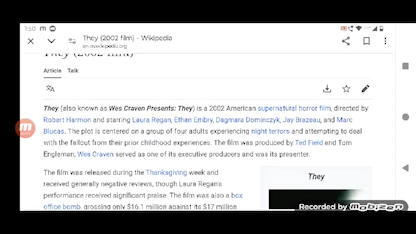 1:50
They (2002 film) - Wikipedia
en.m.wikipedia.org
They (2002 film)
Article Talk
They (also known as Wes Craven Presents: They) is a 2002 American supernatural horror film, directed by
Robert Harmon and starring Laura Regan, Ethan Embry, Dagmara Dominczyk, Jay Brazeau, and Marc
Blucas. The plot is centered on a group of four adults experiencing night terrors and attempting to deal
with the fallout from their prior childhood experiences. The film was produced by Ted Field and Tom
Engleman, Wes Craven served as one of its executive producers and was its presenter.
The film was released during the Thanksgiving week and
received generally negative reviews, though Laura Regan's
performance received significant praise. The film was also a box
office bomb, grossing only $16.1 million against its $17 million
They
Recorded by Mobizen